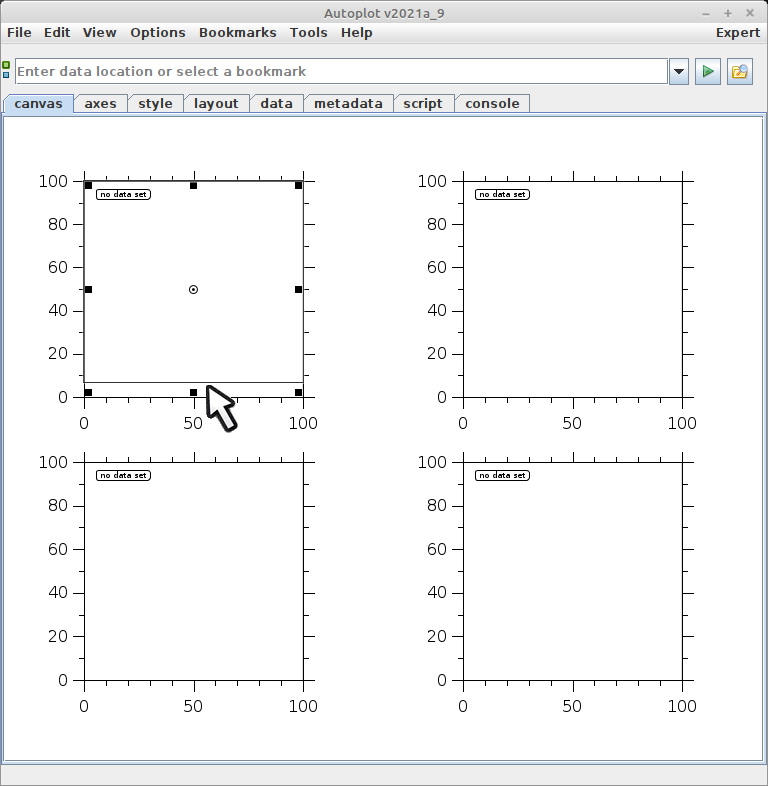 Autoplot v2021a_9
File Edit View Options Bookmarks Tools Help Expert
Enter data location or select a bookmark
canvas axes style layout data metadata script console
100 100
no data set no data set
80 80
60 60
40 40
20 20
0 0
0 50 100 0 50 100
100 100
no data set no data set
80 80
60 60
40 40
20 20
0 0
0 50 100 0 50 100